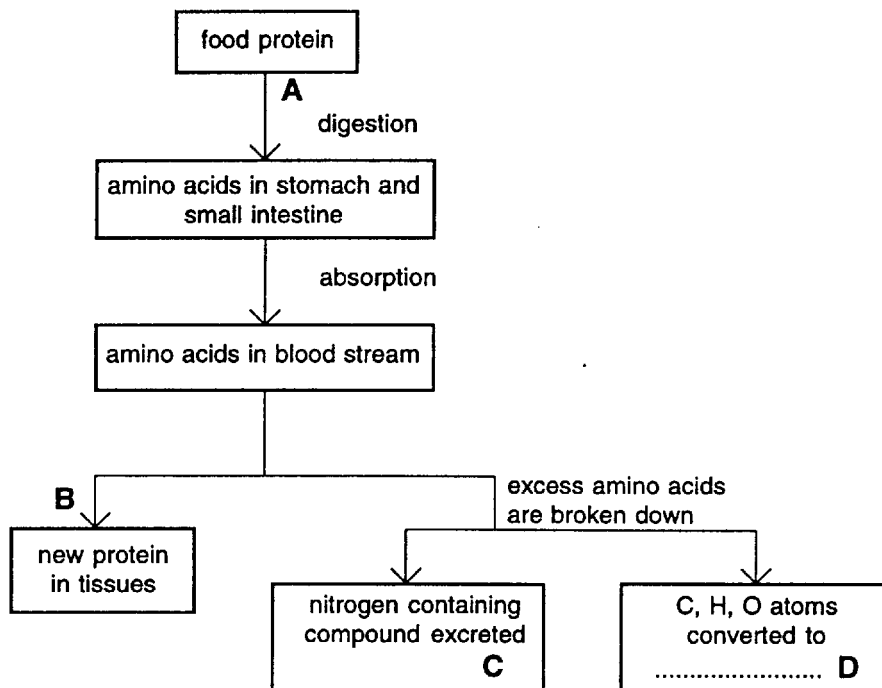 food protein
A
digestion
amino acids in stomach and
small intestine
absorption
amino acids in blood stream
excess amino acids
are broken down
B
new protein
in tissues
nitrogen containing
compound excreted
C
C, H, O atoms
converted to
........................ D